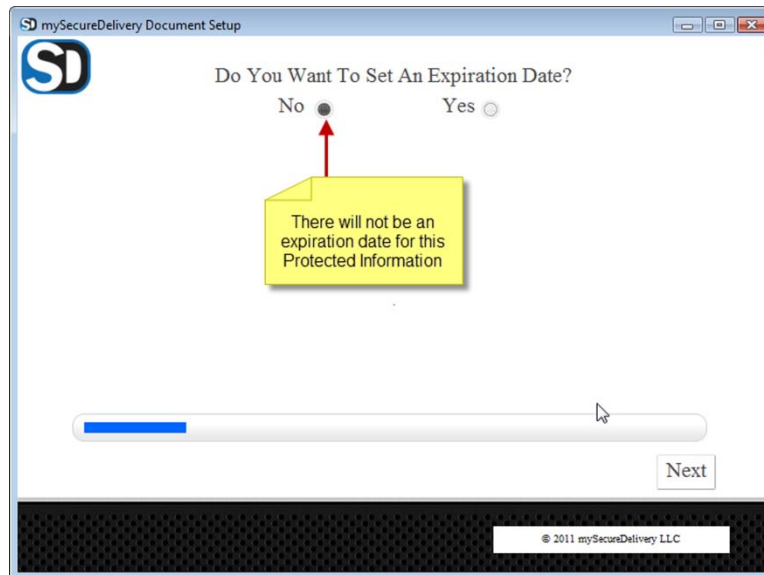 SD mySecureDelivery Document Setup
SD
Do You Want To Set An Expiration Date?
No Yes
There will not be an
expiration date for this
Protected Information
Next
© 2011 mySecureDelivery LLC